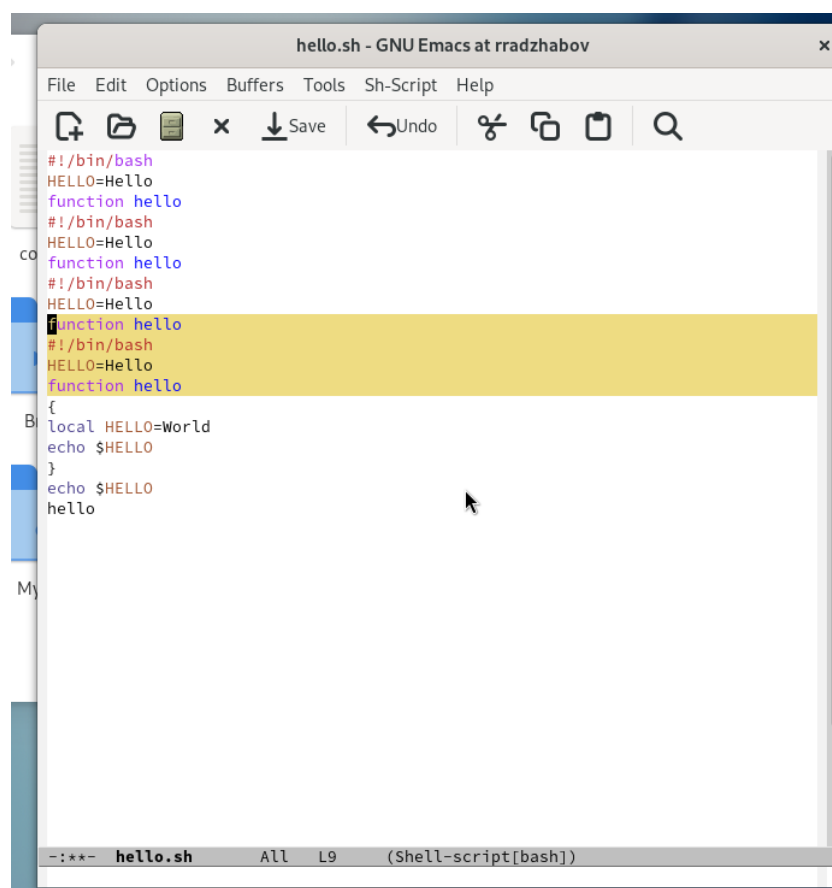 hello.sh - GNU Emacs at rradzhabov
File Edit Options Buffers Tools Sh-Script Help
Save Undo
#!/bin/bash
HELLO=Hello
function hello
#!/bin/bash
HELLO=Hello
function hello
#!/bin/bash
HELLO=Hello
function hello
#!/bin/bash
HELLO=Hello
function hello
{
local HELLO=World
echo $HELLO
}
echo $HELLO
hello
co
My
-:**- hello.sh All L9 (Shell-script[bash])